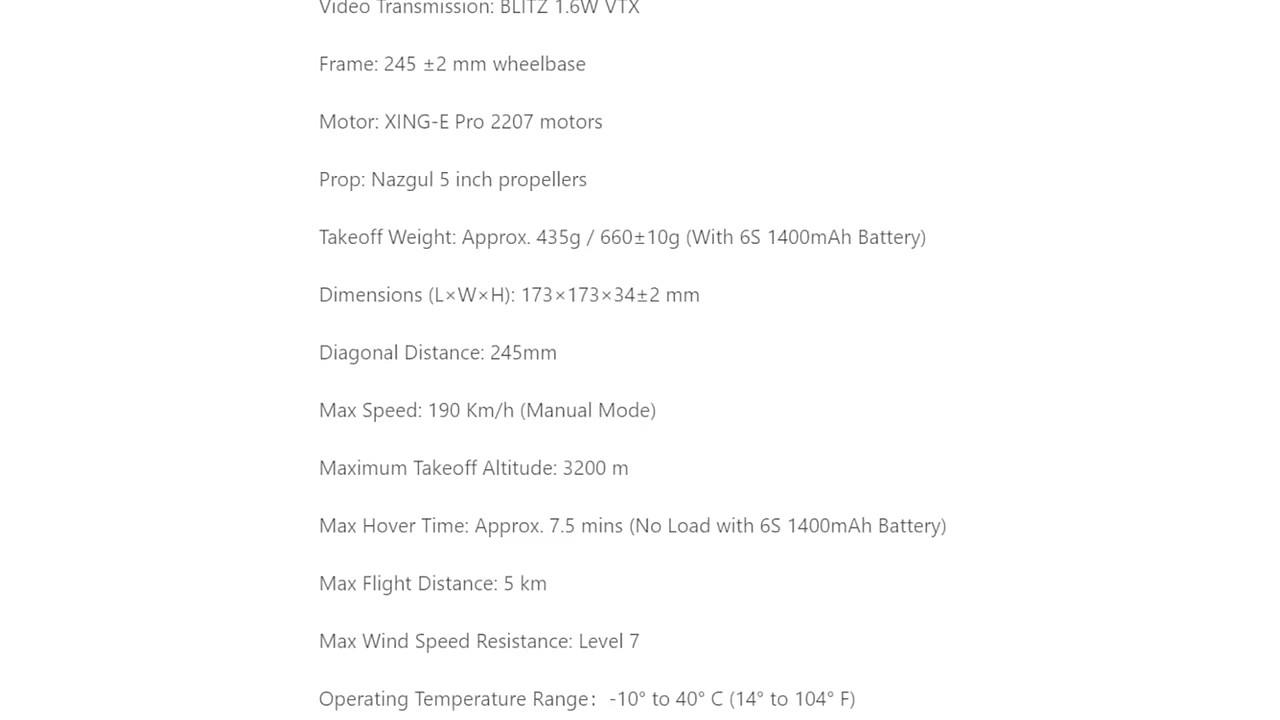 Video Transmission: BLITZ 1.6W VTX
Frame: 245 ±2 mm wheelbase
Motor: XING-E Pro 2207 motors
Prop: Nazgul 5 inch propellers
Takeoff Weight: Approx. 435g / 660±10g (With 6S 1400mAh Battery)
Dimensions (L×W×H): 173×173×34±2 mm
Diagonal Distance: 245mm
Max Speed: 190 Km/h (Manual Mode)
Maximum Takeoff Altitude: 3200 m
Max Hover Time: Approx. 7.5 mins (No Load with 6S 1400mAh Battery)
Max Flight Distance: 5 km
Max Wind Speed Resistance: Level 7
Operating Temperature Range：-10° to 40° C (14° to 104° F)